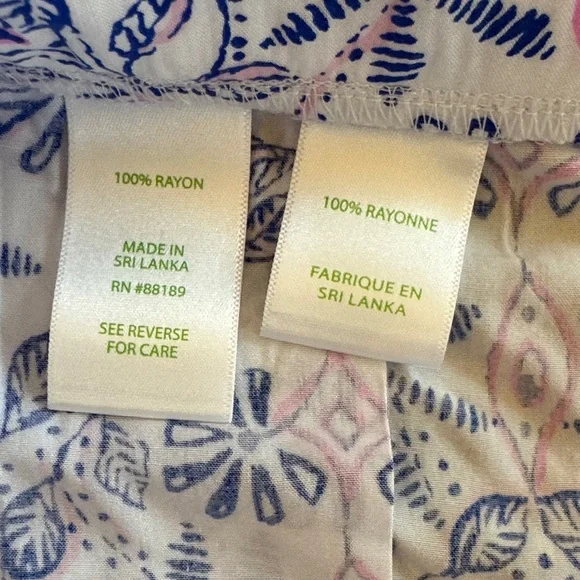 100% RAYON
MADE IN
SRI LANKA
RN #88189
SEE REVERSE
FOR CARE
100% RAYONNE
FABRIQUE EN
SRI LANKA